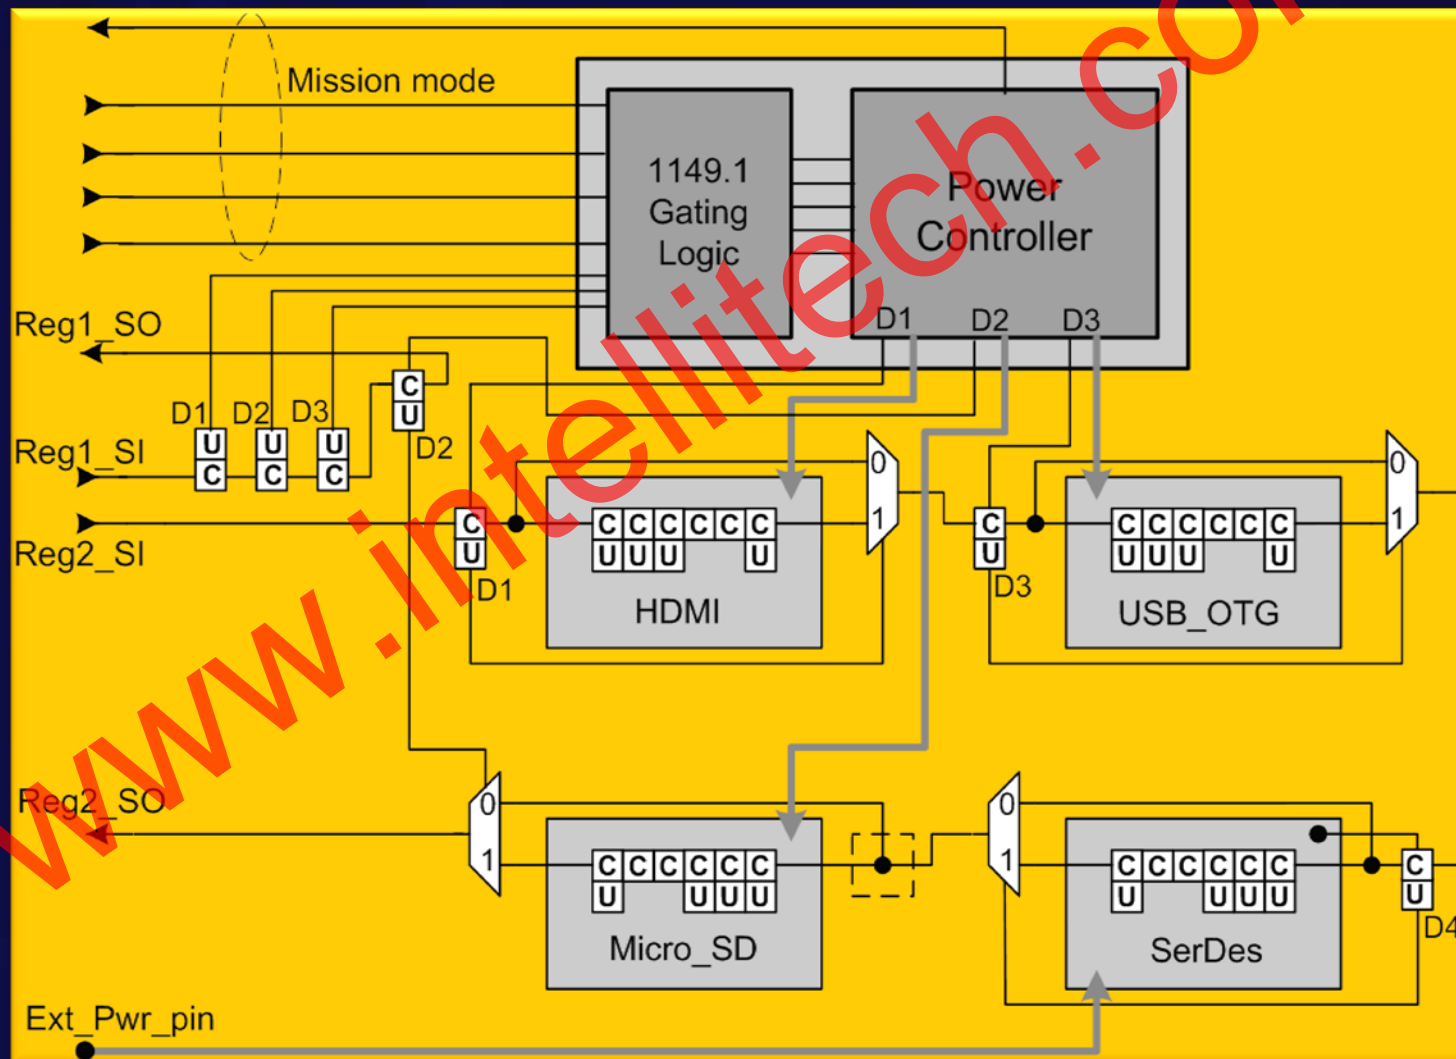 Mission mode
1149.1
Gating
Logic
Power
Controller
D1 D2 D3
Reg1_SO
C
U
D2
D1 D2 D3
U U U
C C C
Reg1_SI
Reg2_SI
C
U
D1
C C C C C C
U U U U
HDMI
0
1
C
U
D3
C C C C C C
U U U U
USB_OTG
0
1
Reg2_SO
0
1
C C C C C C
U U U U
Micro_SD
0
1
C C C C C C
U U U U
SerDes
C
U
D4
Ext_Pwr_pin
www.intellitech.co